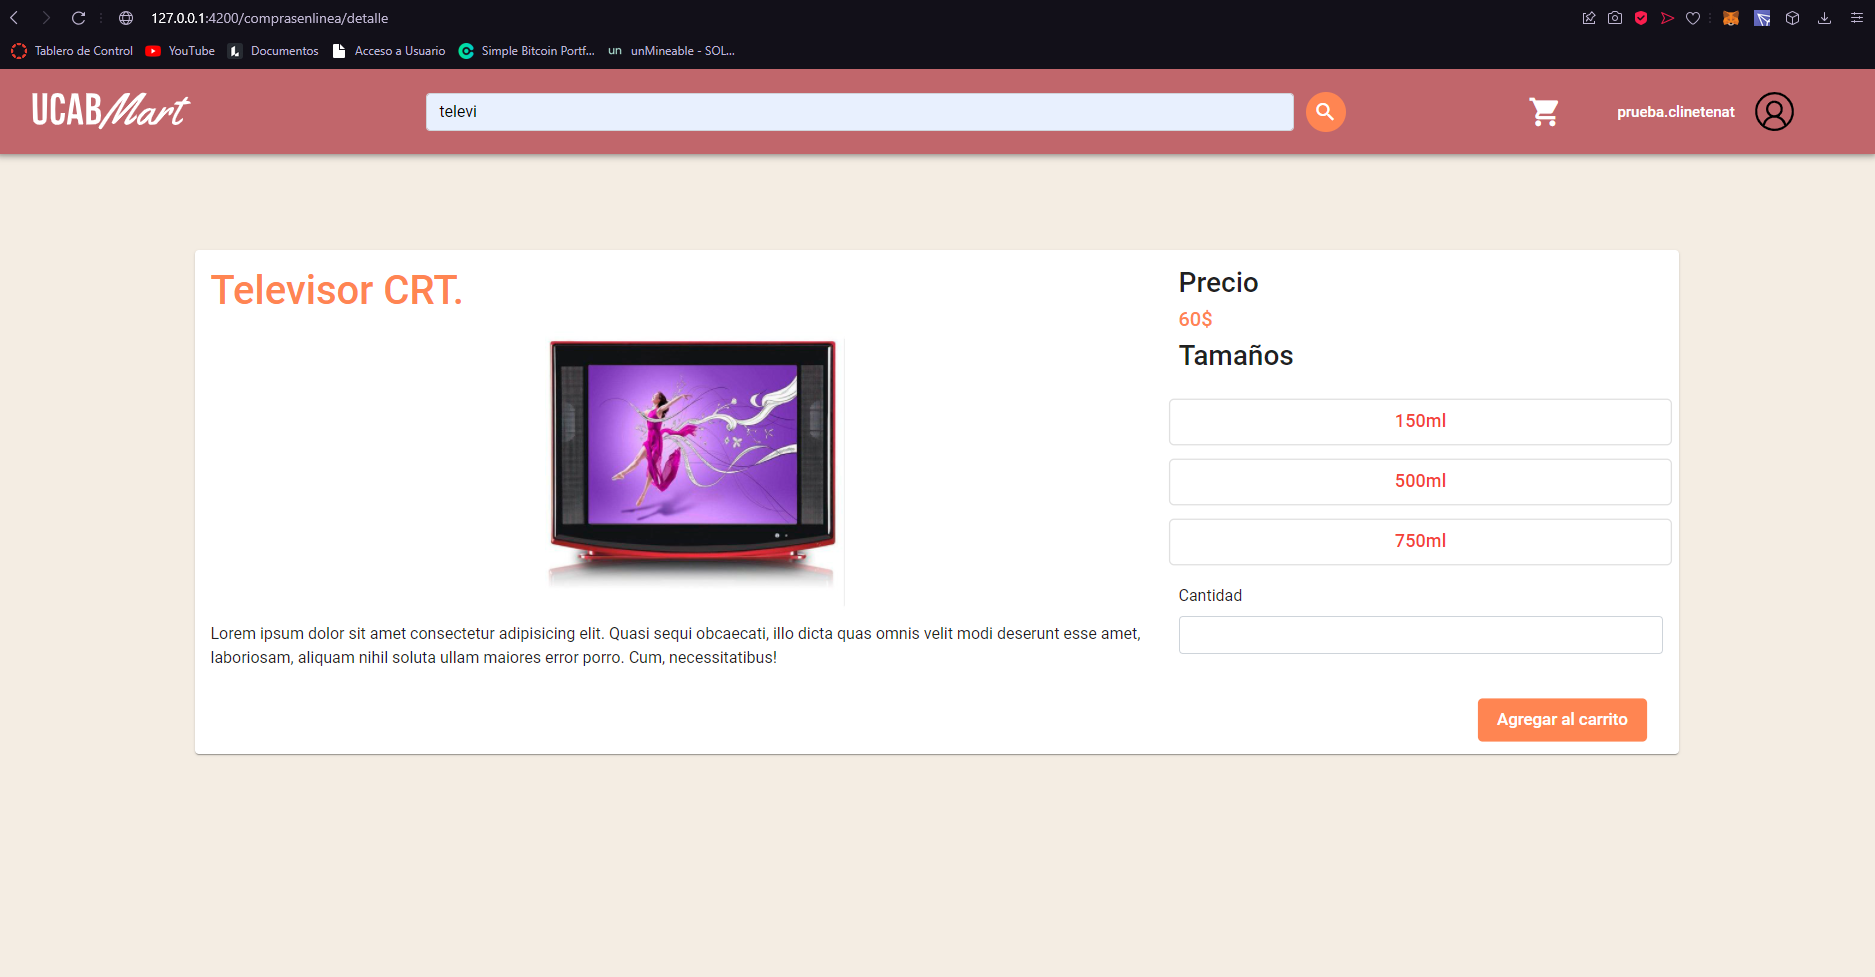 127.0.0.1:4200/comprasenlinea/detalle
Tablero de Control YouTube Documentos Acceso a Usuario Simple Bitcoin Portf... un unMineable - SOL...
UCABMart televi prueba.clinetenat
Televisor CRT.
Lorem ipsum dolor sit amet consectetur adipisicing elit. Quasi sequi obcaecati, illo dicta quas omnis velit modi deserunt esse amet,
laboriosam, aliquam nihil soluta ullam maiores error porro. Cum, necessitatibus!
Precio
60$
Tamaños
150ml
500ml
750ml
Cantidad
Agregar al carrito